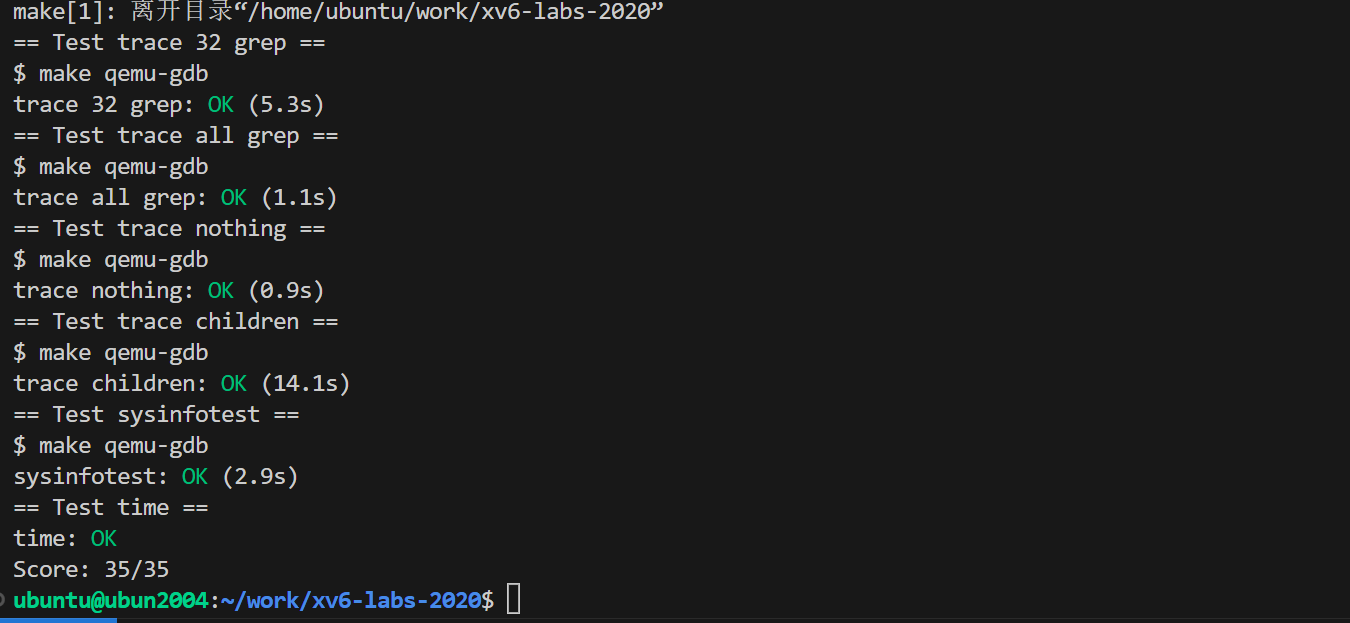 make[1]: 离开目录“/home/ubuntu/work/xv6-labs-2020”
== Test trace 32 grep ==
$ make qemu-gdb
trace 32 grep: OK (5.3s)
== Test trace all grep ==
$ make qemu-gdb
trace all grep: OK (1.1s)
== Test trace nothing ==
$ make qemu-gdb
trace nothing: OK (0.9s)
== Test trace children ==
$ make qemu-gdb
trace children: OK (14.1s)
== Test sysinfotest ==
$ make qemu-gdb
sysinfotest: OK (2.9s)
== Test time ==
time: OK
Score: 35/35
ubuntu@ubun2004:~/work/xv6-labs-2020$